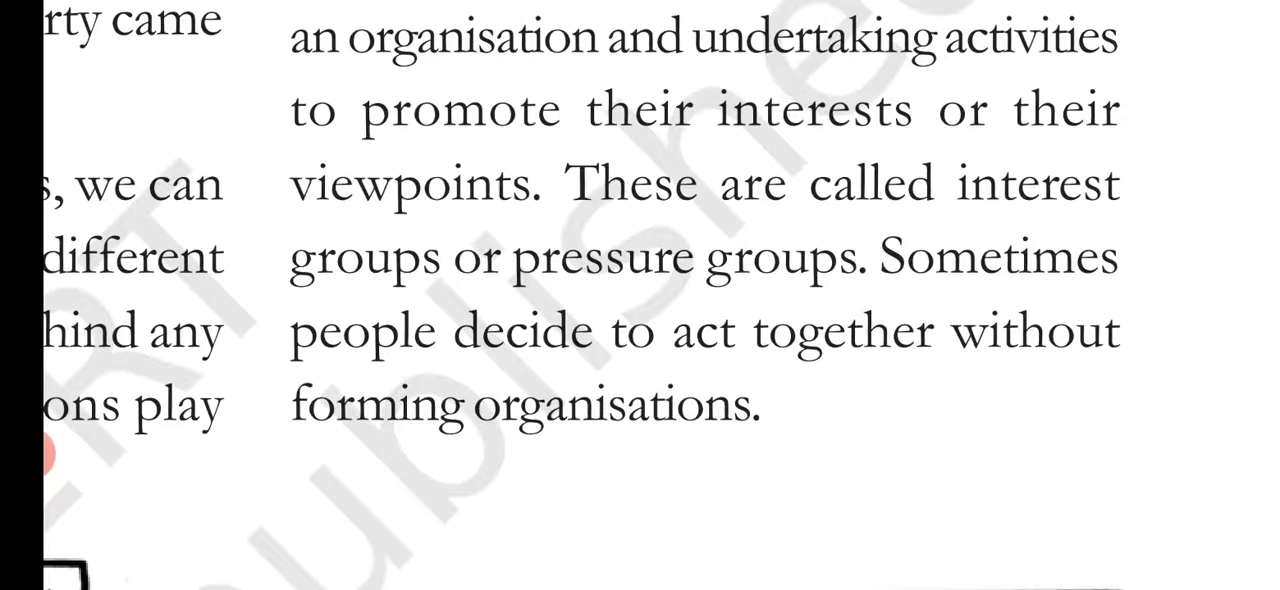 rty came
, we can
different
hind any
ons play
an organisation and undertaking activities
to promote their interests or their
viewpoints. These are called interest
groups or pressure groups. Sometimes
people decide to act together without
forming organisations.